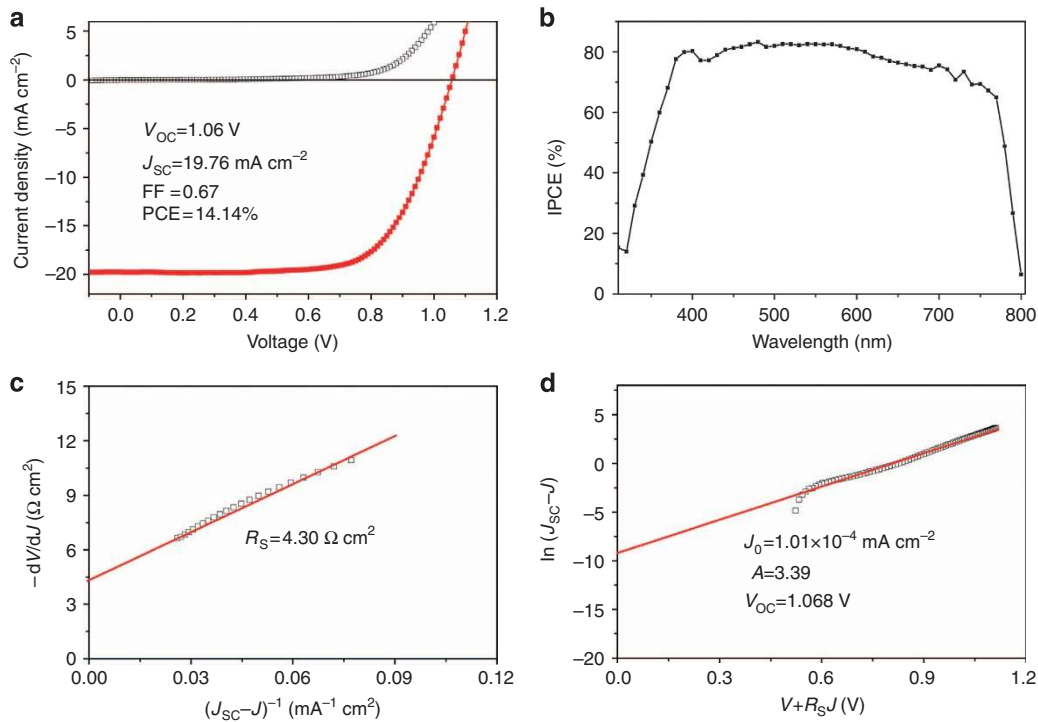 a
5
0
−5
−10
−15
−20
Current density (mA cm−2)
VOC=1.06 V
JSC=19.76 mA cm−2
FF =0.67
PCE=14.14%
0.0 0.2 0.4 0.6 0.8 1.0 1.2
Voltage (V)
b
80
60
40
20
0
IPCE (%)
400 500 600 700 800
Wavelength (nm)
c
15
12
9
6
3
0
−dV/dJ (Ω cm2)
RS=4.30 Ω cm2
0.00 0.03 0.06 0.09 0.12
(JSC−J)−1 (mA−1 cm2)
d
5
0
−5
−10
−15
−20
ln (JSC−J)
J0=1.01×10−4 mA cm−2
A=3.39
VOC=1.068 V
0.0 0.3 0.6 0.9 1.2
V+RSJ (V)